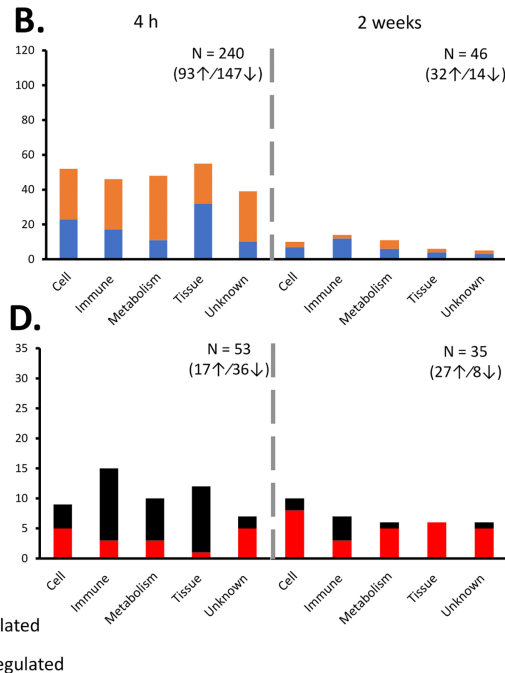 B.
4 h
2 weeks
N = 240
(93↑/147↓)
N = 46
(32↑/14↓)
120
100
80
60
40
20
0
Cell
Immune
Metabolism
Tissue
Unknown
Cell
Immune
Metabolism
Tissue
Unknown
D.
N = 53
(17↑/36↓)
N = 35
(27↑/8↓)
35
30
25
20
15
10
5
0
Cell
Immune
Metabolism
Tissue
Unknown
Cell
Immune
Metabolism
Tissue
Unknown
lated
egulated